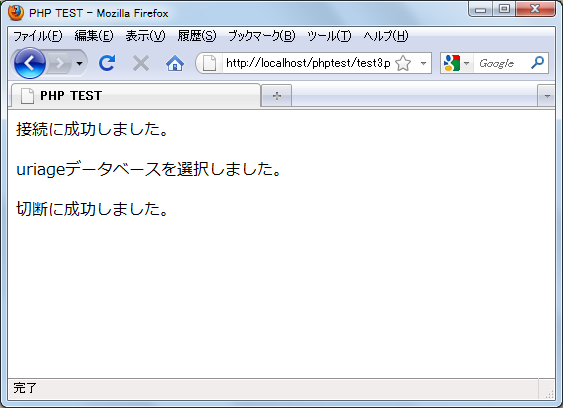 PHP TEST - Mozilla Firefox
ファイル(F) 編集(E) 表示(V) 履歴(S) ブックマーク(B) ツール(T) ヘルプ(H)
http://localhost/phptest/test3.p Google
PHP TEST
接続に成功しました。
uriageデータベースを選択しました。
切断に成功しました。
完了